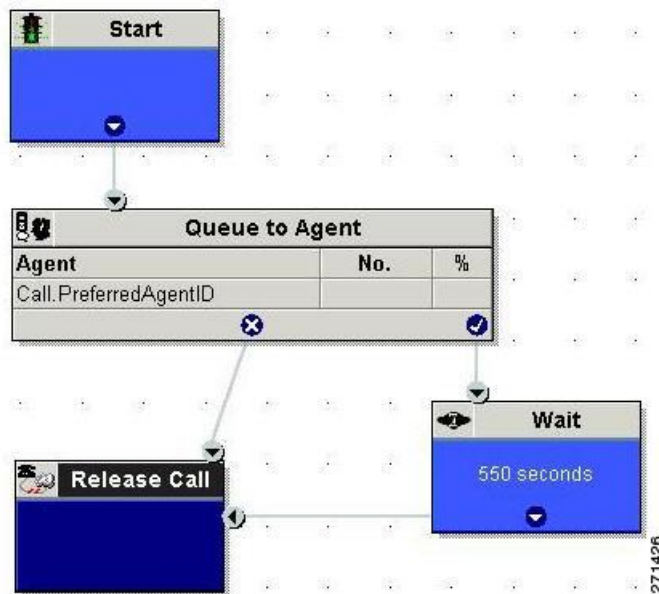 Start
Queue to Agent
Agent No. %
Call.PreferredAgentID
Wait
550 seconds
Release Call
271426